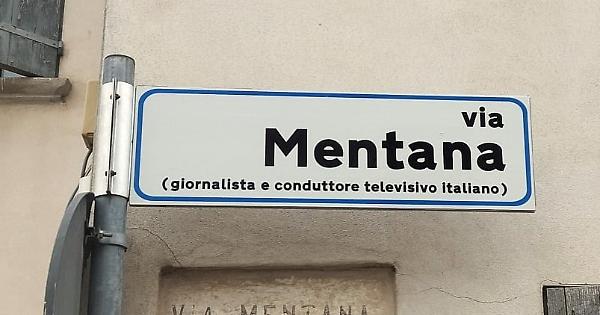 via
Mentana
(giornalista e conduttore televisivo italiano)
VIA MENTANA